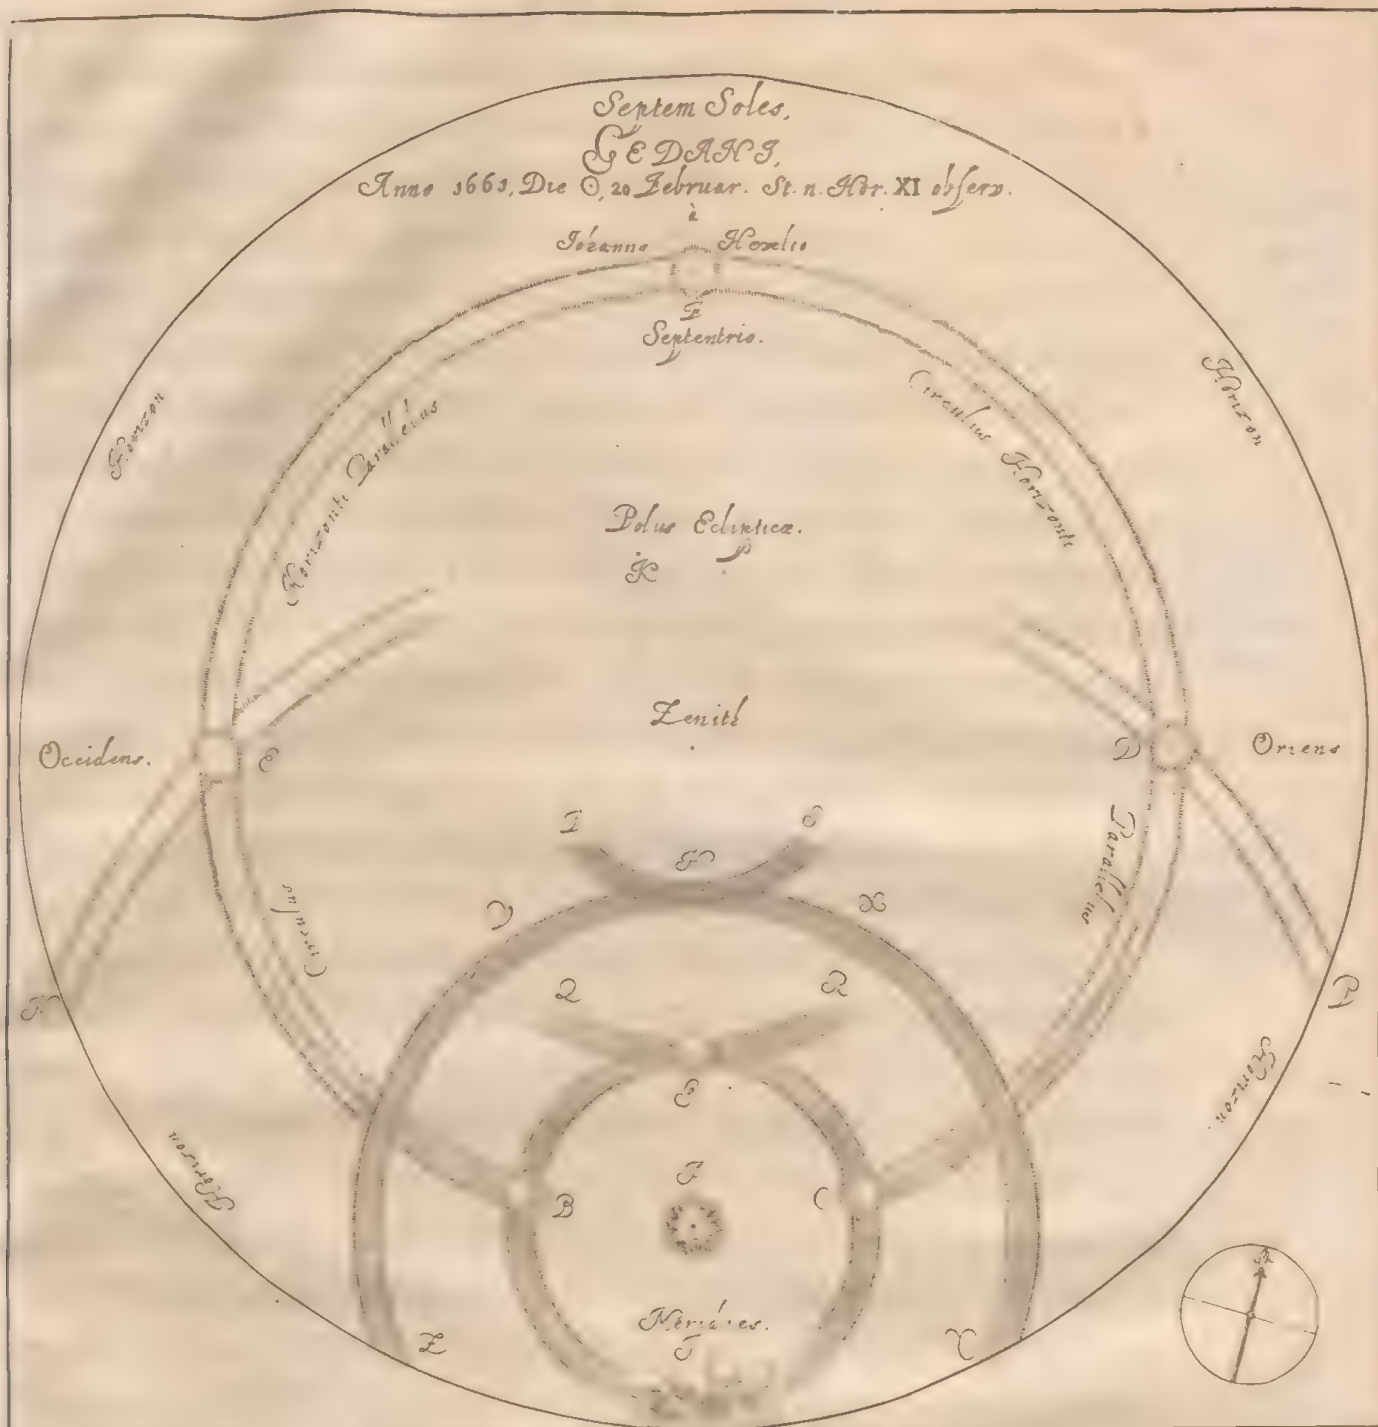 Septem Soles,
GEDANI,
Anno 1661, Die ☉, 20 Februar. St. n. Hor. XI observ.
à
Johanne Hevelio
F
Septentrio.
Horizon
Horizon
Horizonti Parallelus
Circulus Horizonti
Polus Eclipticæ.
K
Zenith
Occidens.
E
D
Oriens
Circulus
Parallelus
S
H
V
X
Q
R
P
Horizon
Horizon
G
B
C
Meridies.
Z
Y